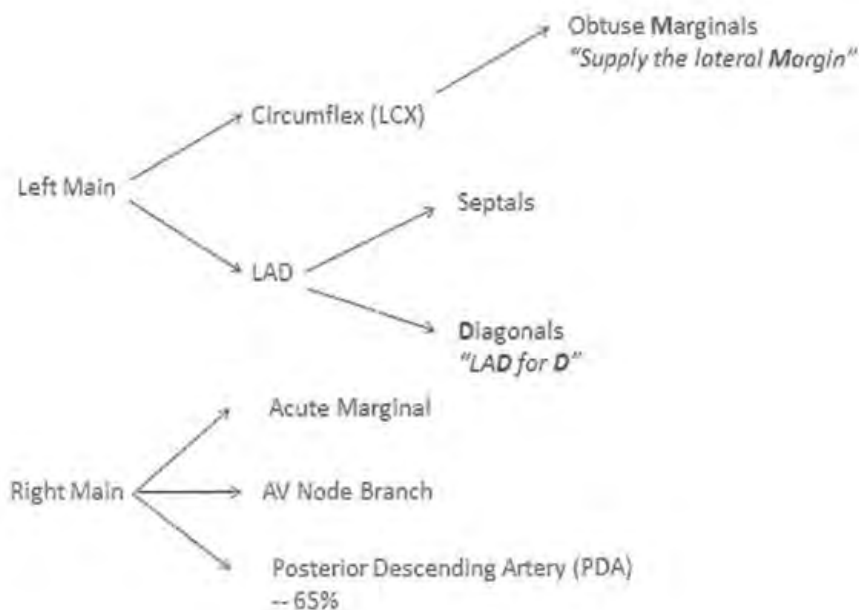 Obtuse Marginals
"Supply the lateral Margin"
Circumflex (LCX)
Left Main
Septals
LAD
Diagonals
"LAD for D"
Acute Marginal
Right Main
AV Node Branch
Posterior Descending Artery (PDA)
-- 65%